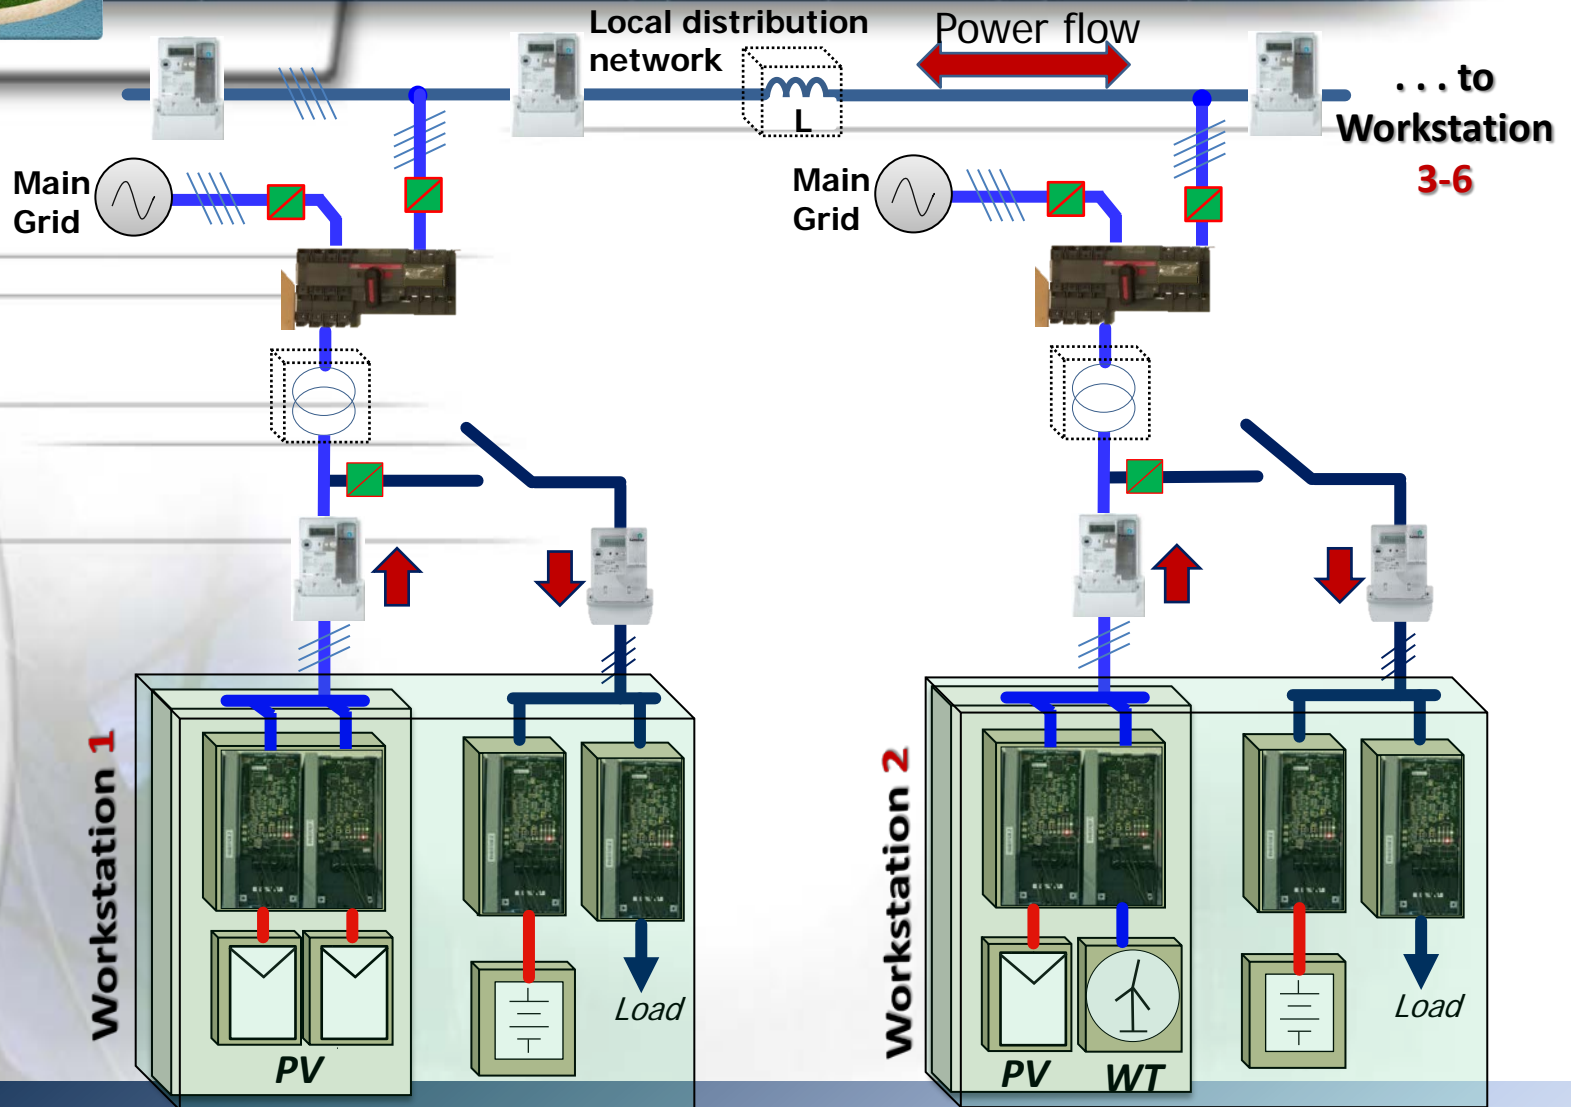 Local distribution
network
Power flow
L
. . . to
Workstation
3-6
Main
Grid
Main
Grid
Workstation 1
Workstation 2
Load
PV
Load
PV
WT